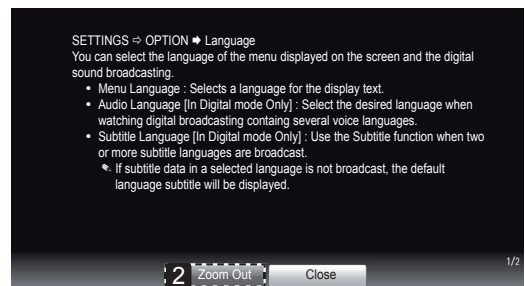 SETTINGS ⇨ OPTION ➡ Language
You can select the language of the menu displayed on the screen and the digital
sound broadcasting.
• Menu Language : Selects a language for the display text.
• Audio Language [In Digital mode Only] : Select the desired language when
watching digital broadcasting containg several voice languages.
• Subtitle Language [In Digital mode Only] : Use the Subtitle function when two
or more subtitle languages are broadcast.
✎ If subtitle data in a selected language is not broadcast, the default
language subtitle will be displayed.
1/2
2 Zoom Out Close